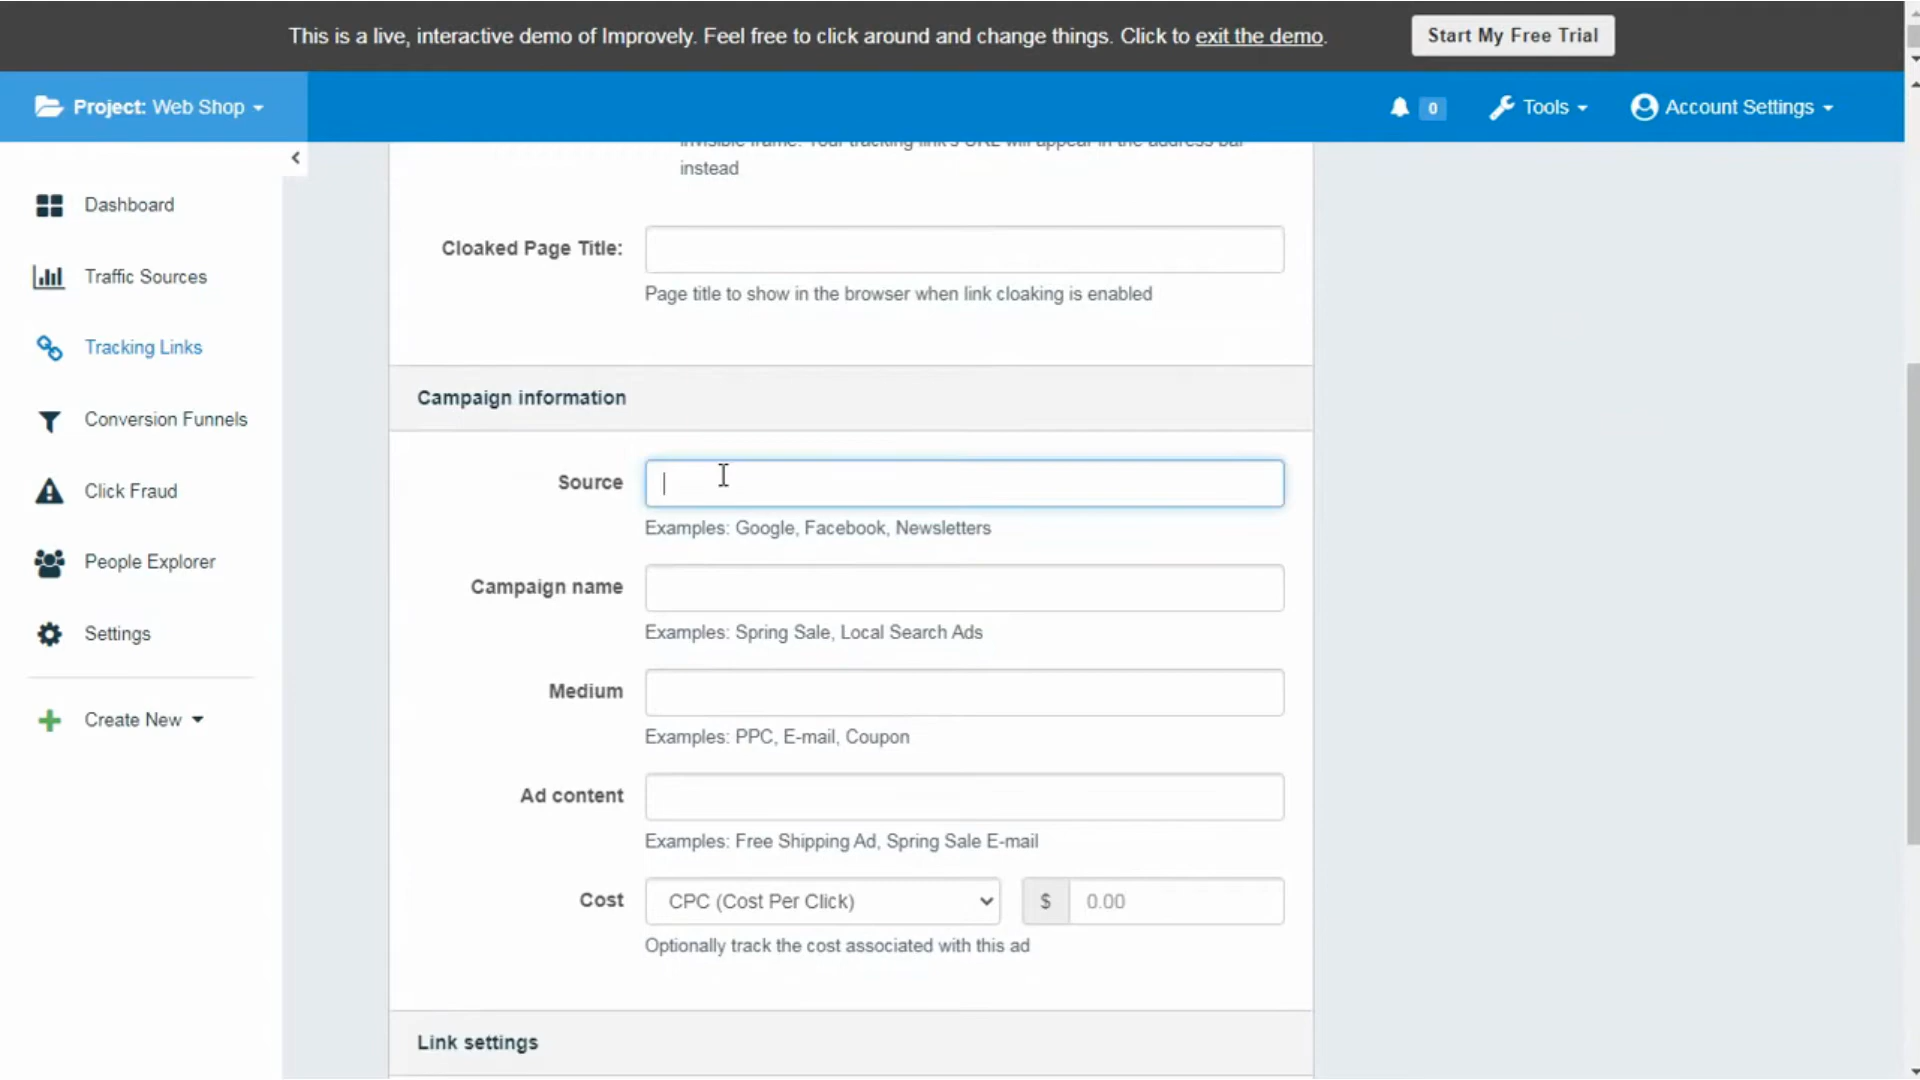 This is a live, interactive demo of Improvely. Feel free to click around and change things. Click to exit the demo.
Start My Free Trial
Project: Web Shop
0
Tools
Account Settings
invisible frame. Your tracking link's URL will appear in the address bar
instead
Dashboard
Traffic Sources
Tracking Links
Conversion Funnels
Click Fraud
People Explorer
Settings
Create New
Cloaked Page Title:
Page title to show in the browser when link cloaking is enabled
Campaign information
Source
Examples: Google, Facebook, Newsletters
Campaign name
Examples: Spring Sale, Local Search Ads
Medium
Examples: PPC, E-mail, Coupon
Ad content
Examples: Free Shipping Ad, Spring Sale E-mail
Cost
CPC (Cost Per Click)
$
0.00
Optionally track the cost associated with this ad
Link settings